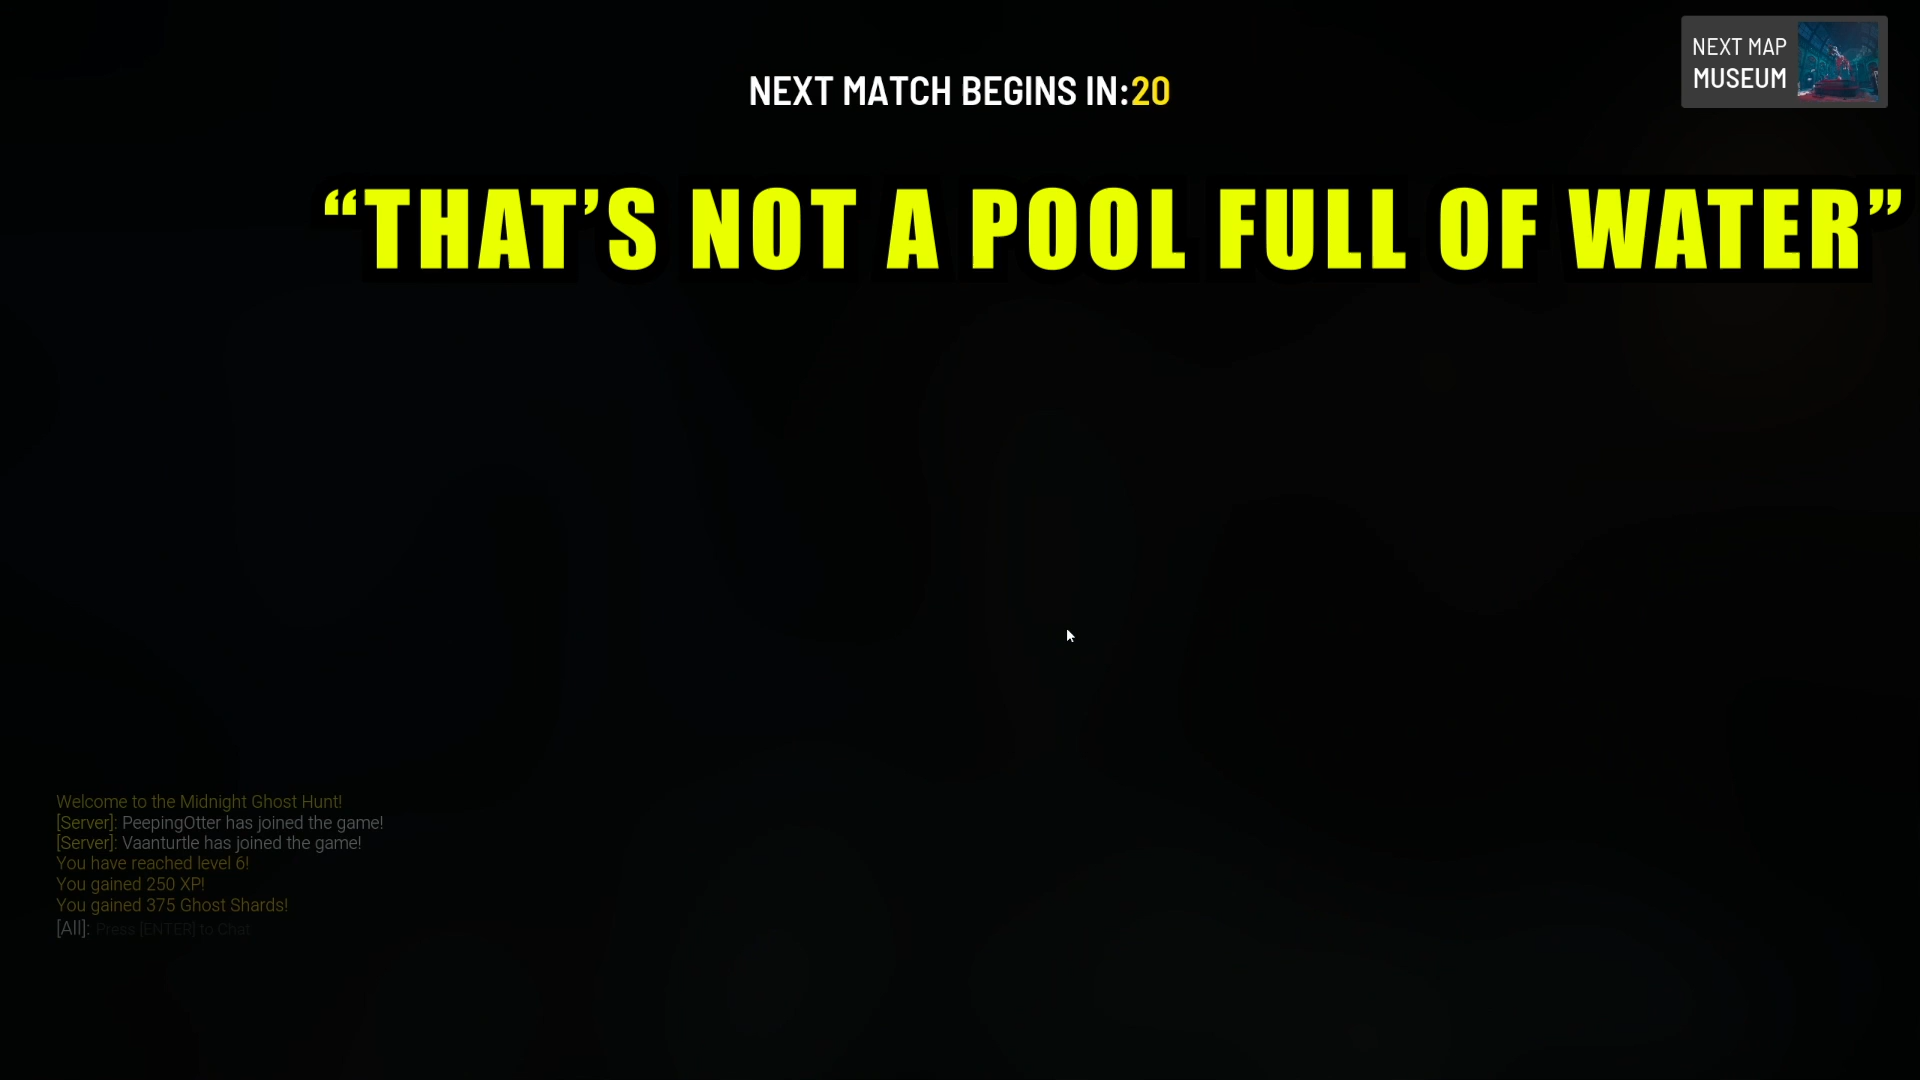 NEXT MAP
MUSEUM
NEXT MATCH BEGINS IN:20
“THAT’S NOT A POOL FULL OF WATER”
Welcome to the Midnight Ghost Hunt!
[Server]: PeepingOtter has joined the game!
[Server]: Vaanturtle has joined the game!
You have reached level 6!
You gained 250 XP!
You gained 375 Ghost Shards!
[All]: Press [ENTER] to Chat